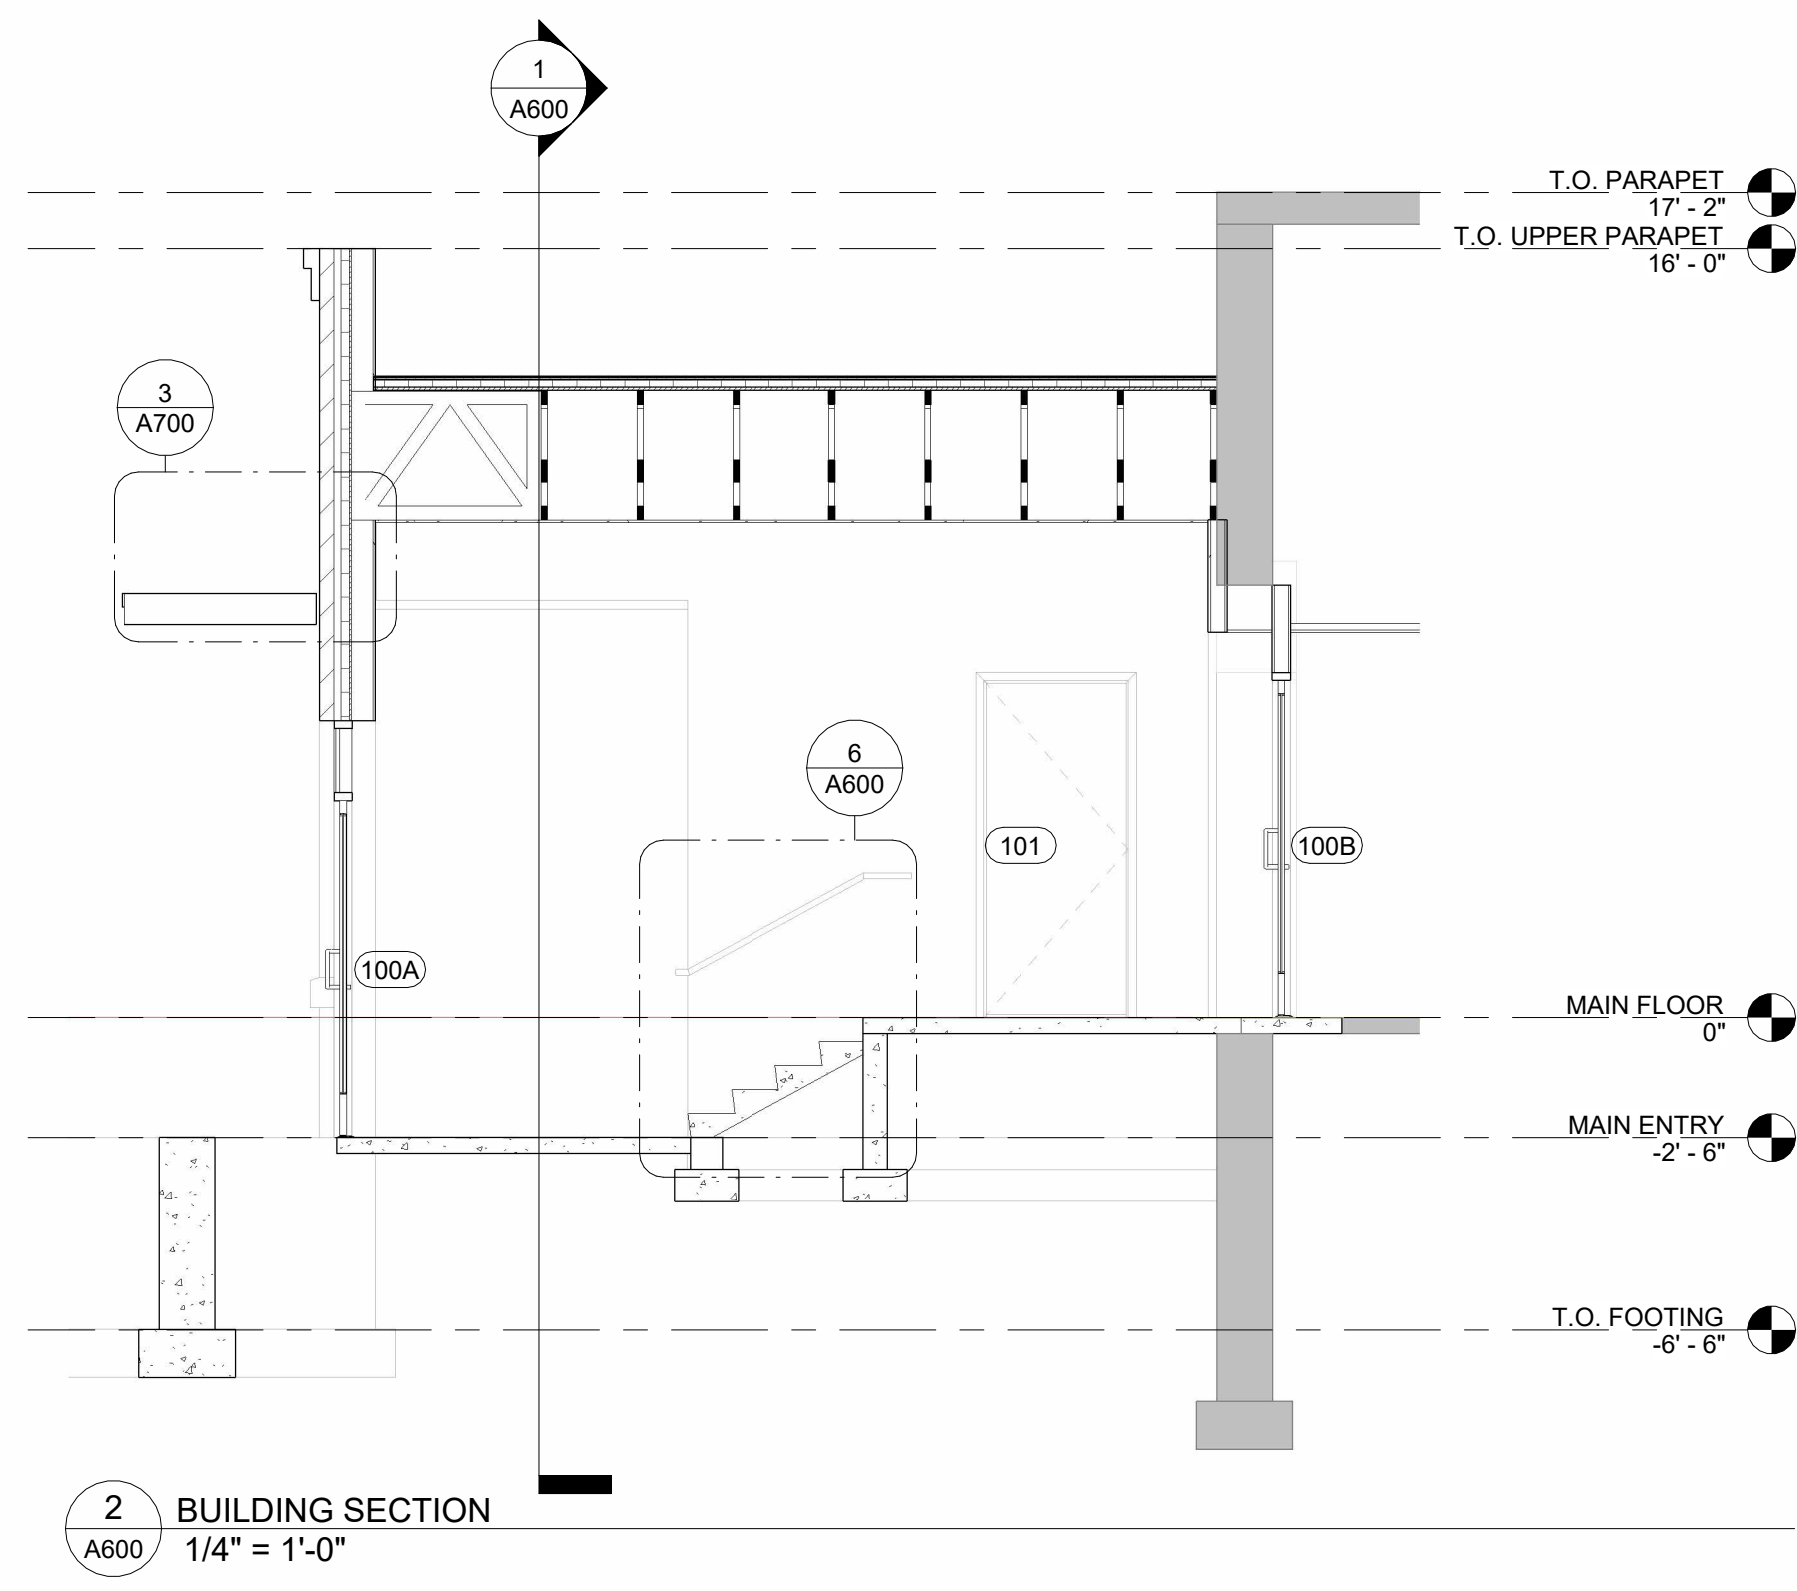 1
A600
T.O. PARAPET
17' - 2"
T.O. UPPER PARAPET
16' - 0"
3
A700
6
A600
101
100B
100A
MAIN FLOOR
0"
MAIN ENTRY
-2' - 6"
T.O. FOOTING
-6' - 6"
2
A600
BUILDING SECTION
1/4" = 1'-0"